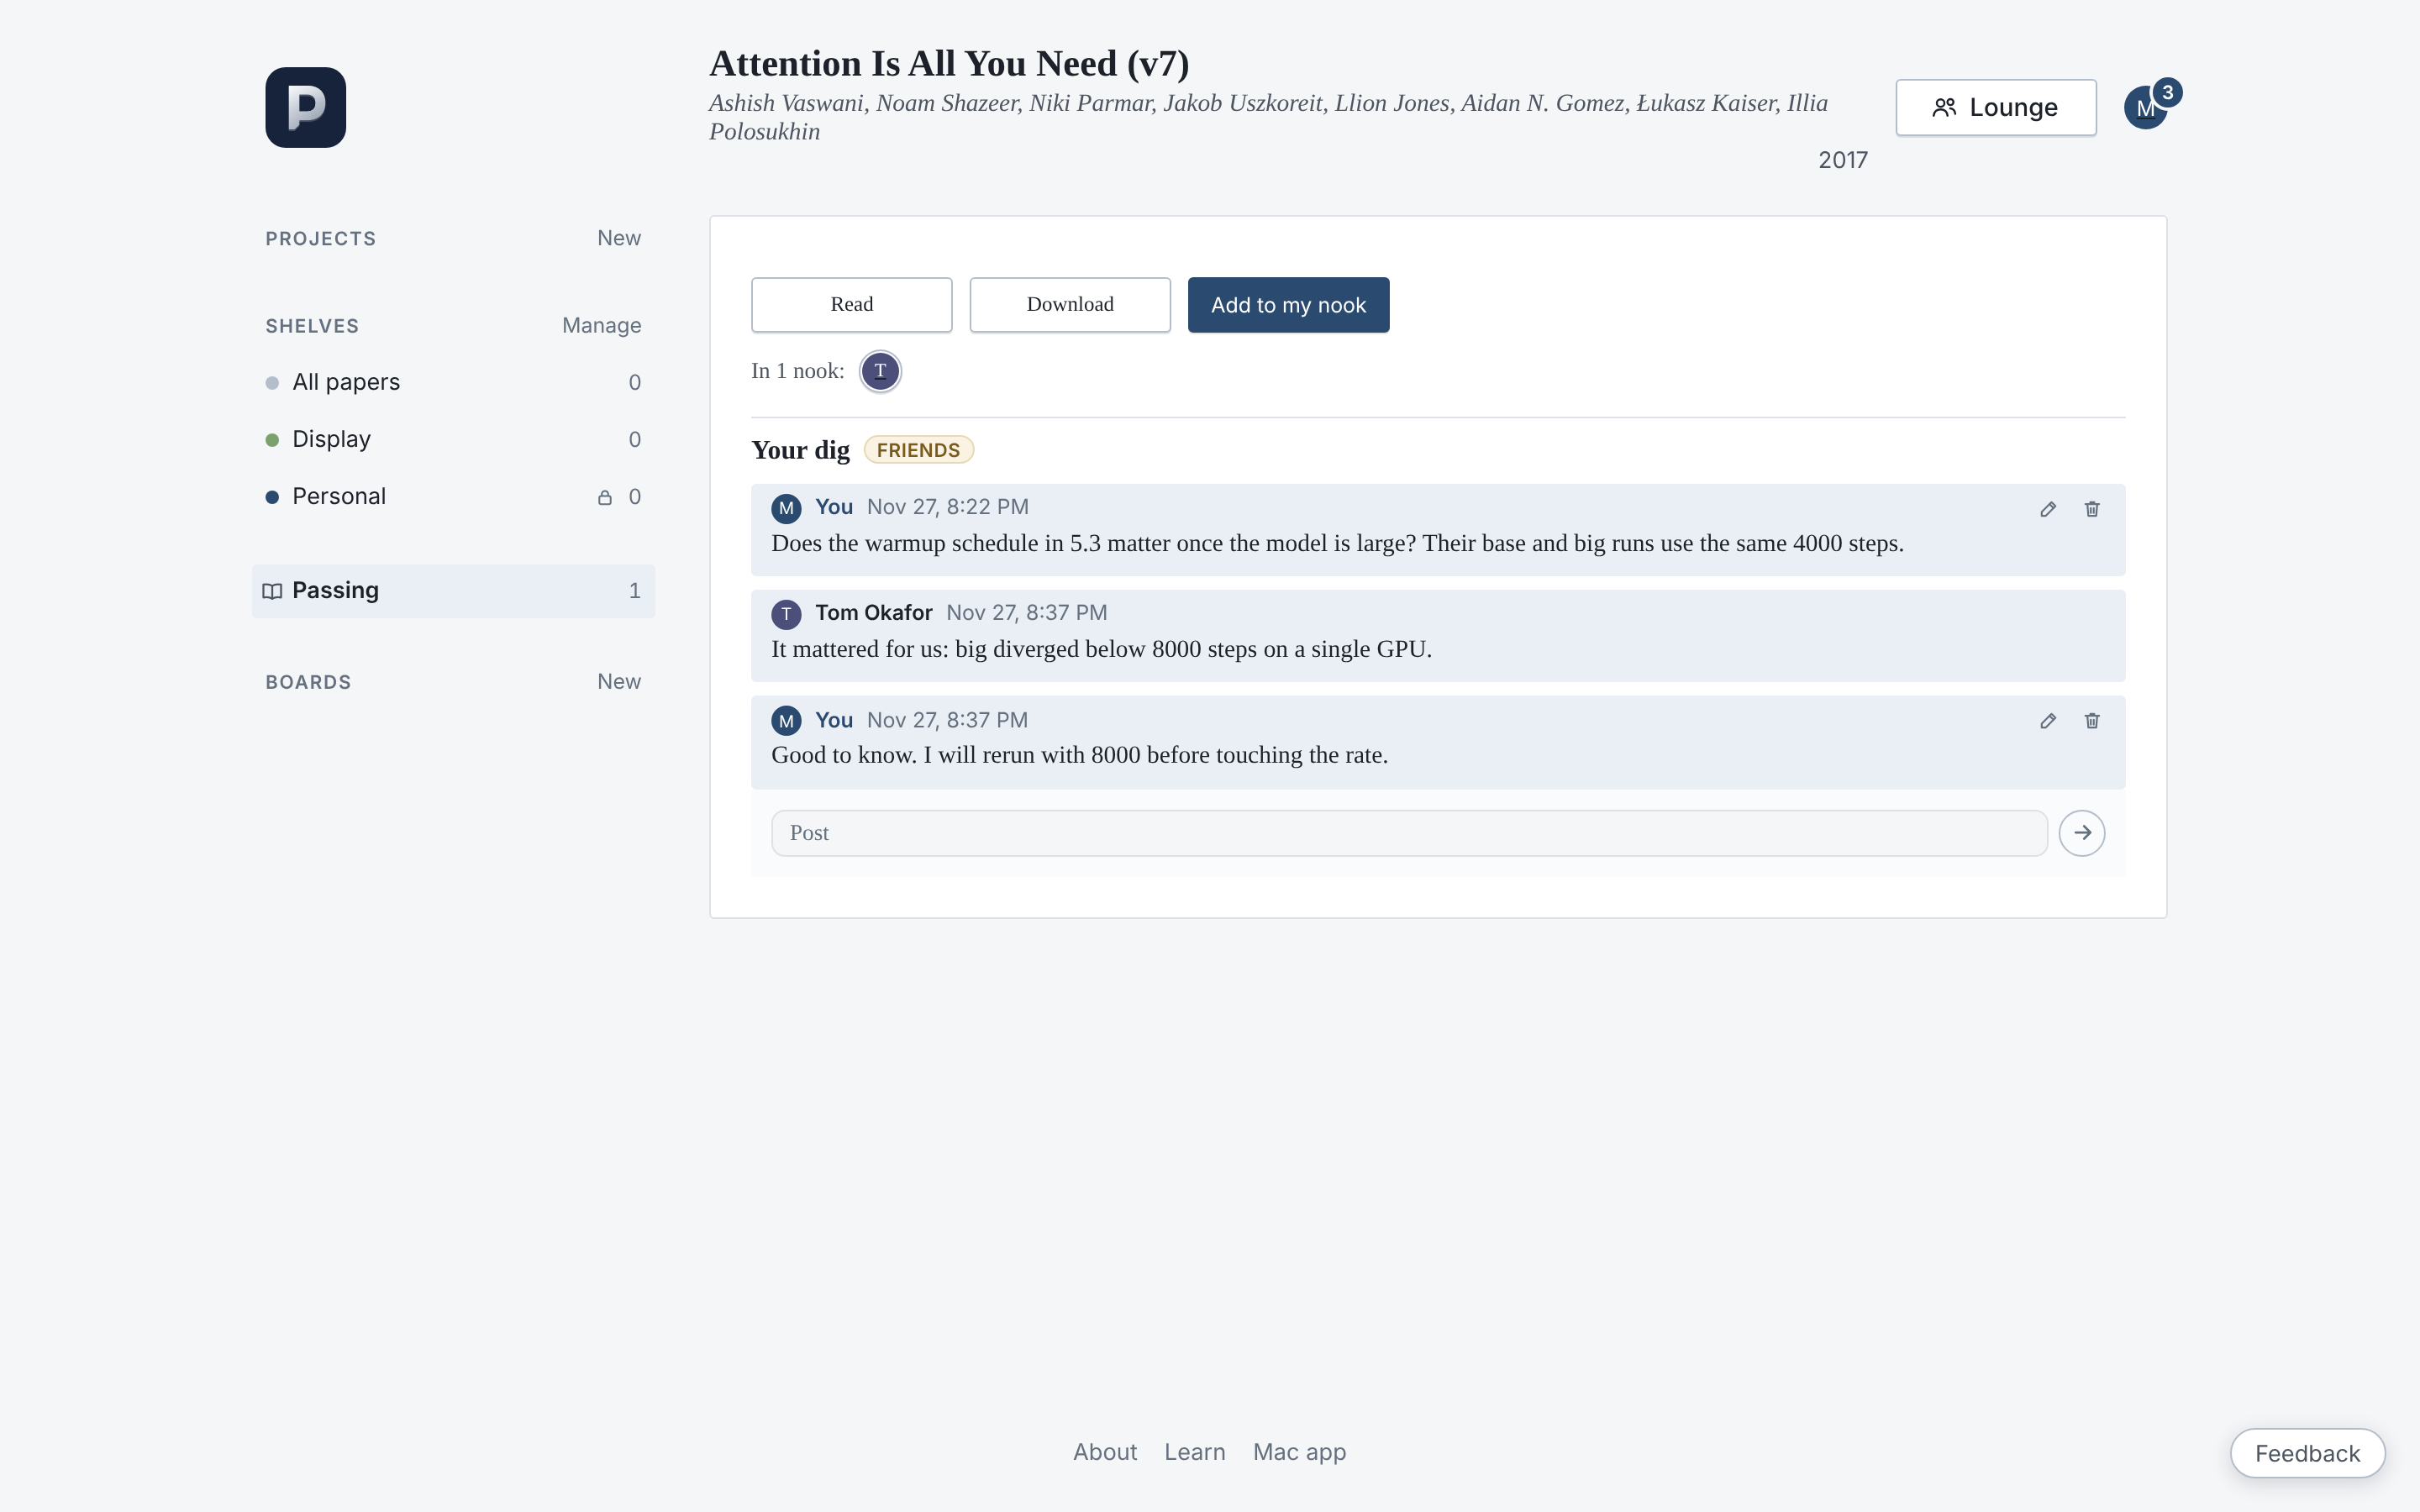 P
Attention Is All You Need (v7)
Ashish Vaswani, Noam Shazeer, Niki Parmar, Jakob Uszkoreit, Llion Jones, Aidan N. Gomez, Łukasz Kaiser, Illia
Polosukhin
2017
Lounge
M
3
PROJECTS
New
SHELVES
Manage
All papers
0
Display
0
Personal
0
Passing
1
BOARDS
New
Read
Download
Add to my nook
In 1 nook:
T
Your dig
FRIENDS
M
You Nov 27, 8:22 PM
Does the warmup schedule in 5.3 matter once the model is large? Their base and big runs use the same 4000 steps.
T
Tom Okafor Nov 27, 8:37 PM
It mattered for us: big diverged below 8000 steps on a single GPU.
M
You Nov 27, 8:37 PM
Good to know. I will rerun with 8000 before touching the rate.
Post
About
Learn
Mac app
Feedback